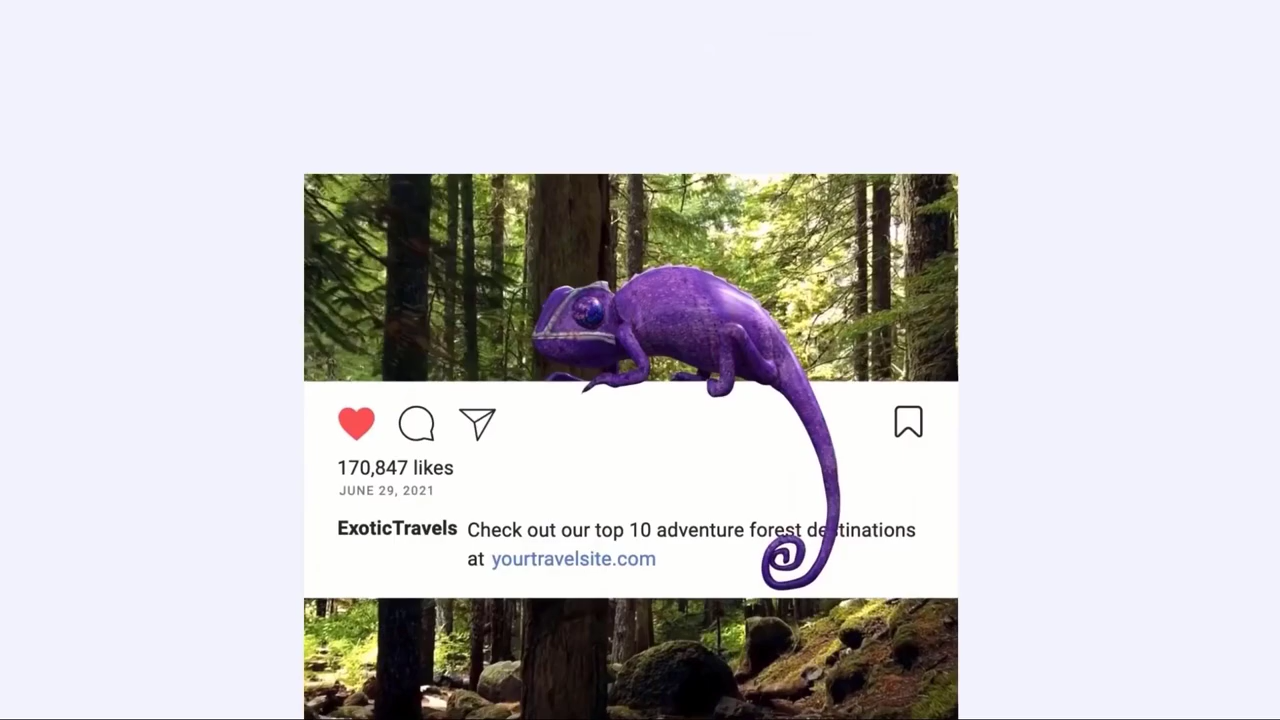 170,847 likes
JUNE 29, 2021
ExoticTravels Check out our top 10 adventure forest destinations
at yourtravelsite.com